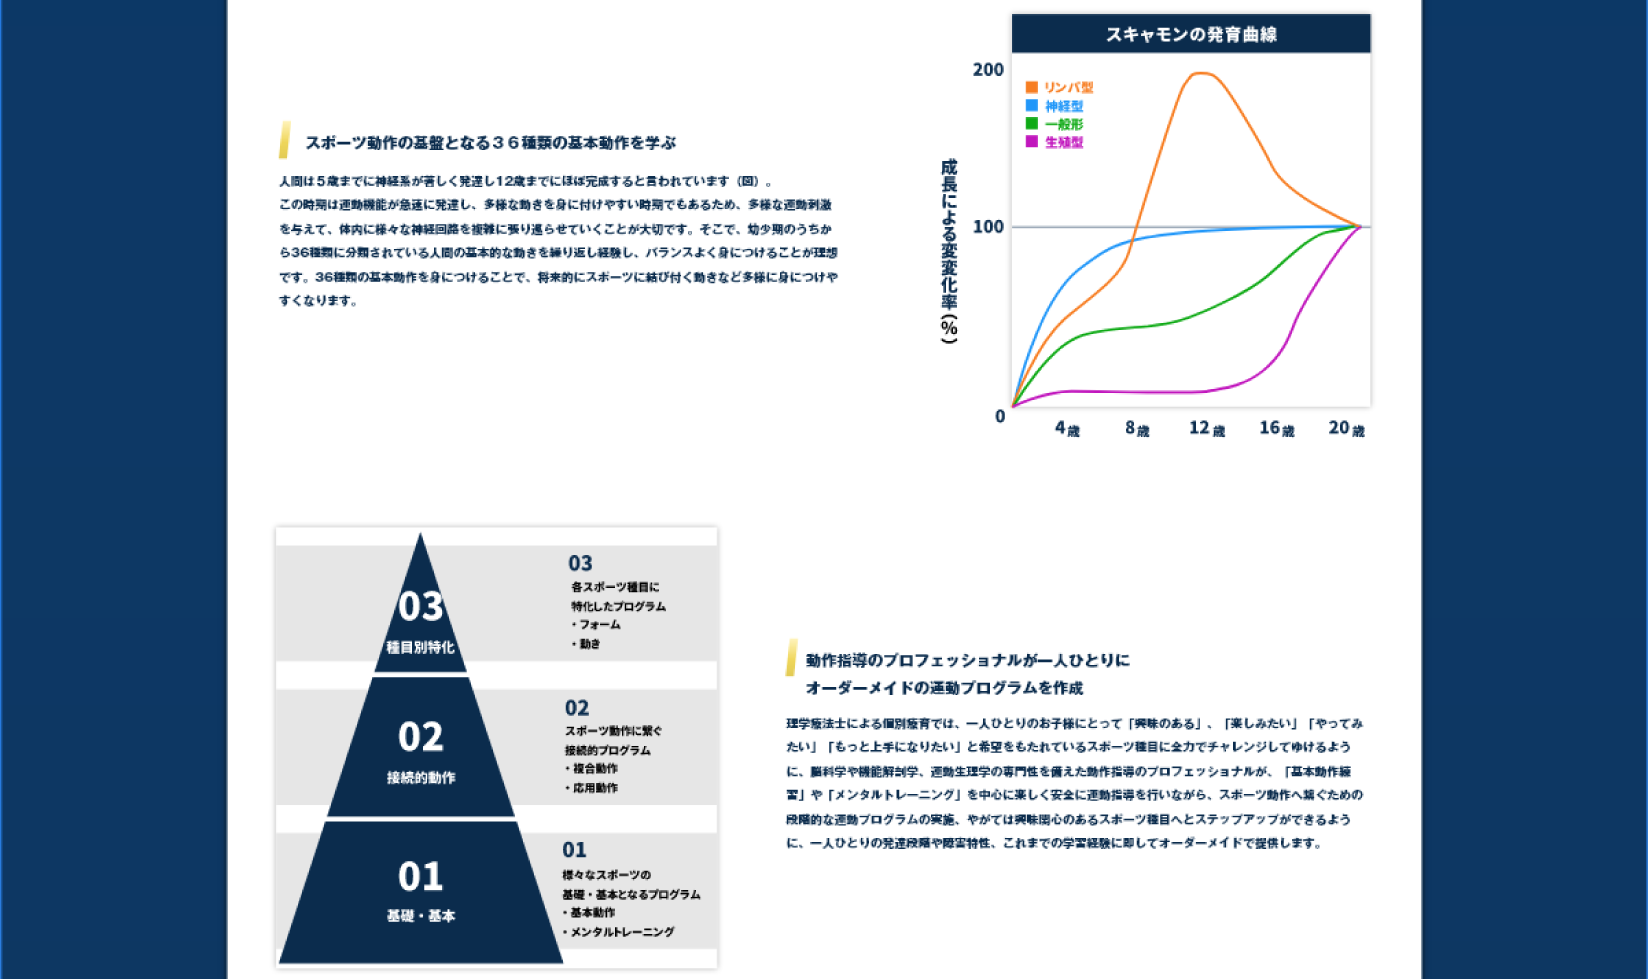 スキャモンの発育曲線
200
100
0
リンパ型
神経型
一般形
生殖型
成長による変変化率(%)
4歳
8歳
12歳
16歳
20歳
スポーツ動作の基盤となる３６種類の基本動作を学ぶ
人間は５歳までに神経系が著しく発達し12歳までにほぼ完成すると言われています（図）。
この時期は運動機能が急速に発達し、多様な動きを身に付けやすい時期でもあるため、多様な運動刺激
を与えて、体内に様々な神経回路を複雑に張り巡らせていくことが大切です。そこで、幼少期のうちか
ら36種類に分類されている人間の基本的な動きを繰り返し経験し、バランスよく身につけることが理想
です。36種類の基本動作を身につけることで、将来的にスポーツに結び付く動きなど多様に身につけや
すくなります。
03
種目別特化
02
接続的動作
01
基礎・基本
03
各スポーツ種目に
特化したプログラム
・フォーム
・動き
02
スポーツ動作に繋ぐ
接続的プログラム
・複合動作
・応用動作
01
様々なスポーツの
基礎・基本となるプログラム
・基本動作
・メンタルトレーニング
動作指導のプロフェッショナルが一人ひとりに
オーダーメイドの運動プログラムを作成
理学療法士による個別療育では、一人ひとりのお子様にとって「興味のある」、「楽しみたい」「やってみ
たい」「もっと上手になりたい」と希望をもたれているスポーツ種目に全力でチャレンジしてゆけるよう
に、脳科学や機能解剖学、運動生理学の専門性を備えた動作指導のプロフェッショナルが、「基本動作練
習」や「メンタルトレーニング」を中心に楽しく安全に運動指導を行いながら、スポーツ動作へ繋ぐための
段階的な運動プログラムの実施、やがては興味関心のあるスポーツ種目へとステップアップができるよう
に、一人ひとりの発達段階や障害特性、これまでの学習経験に即してオーダーメイドで提供します。